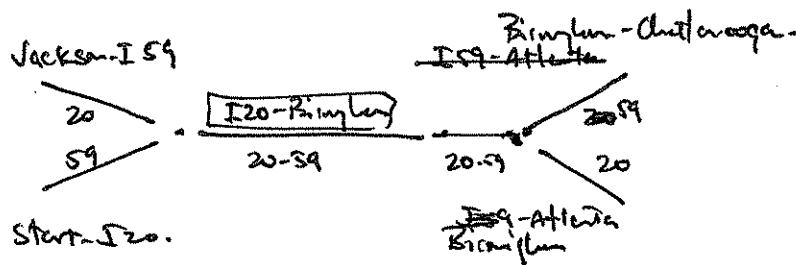 Jackson-I 59
20
59
Start-I20.
I20-Birmingham
20-59
20-59
Birmingham-Chattanooga-
I59-Atlanta
59
20
I59-Atlanta
Birmingham